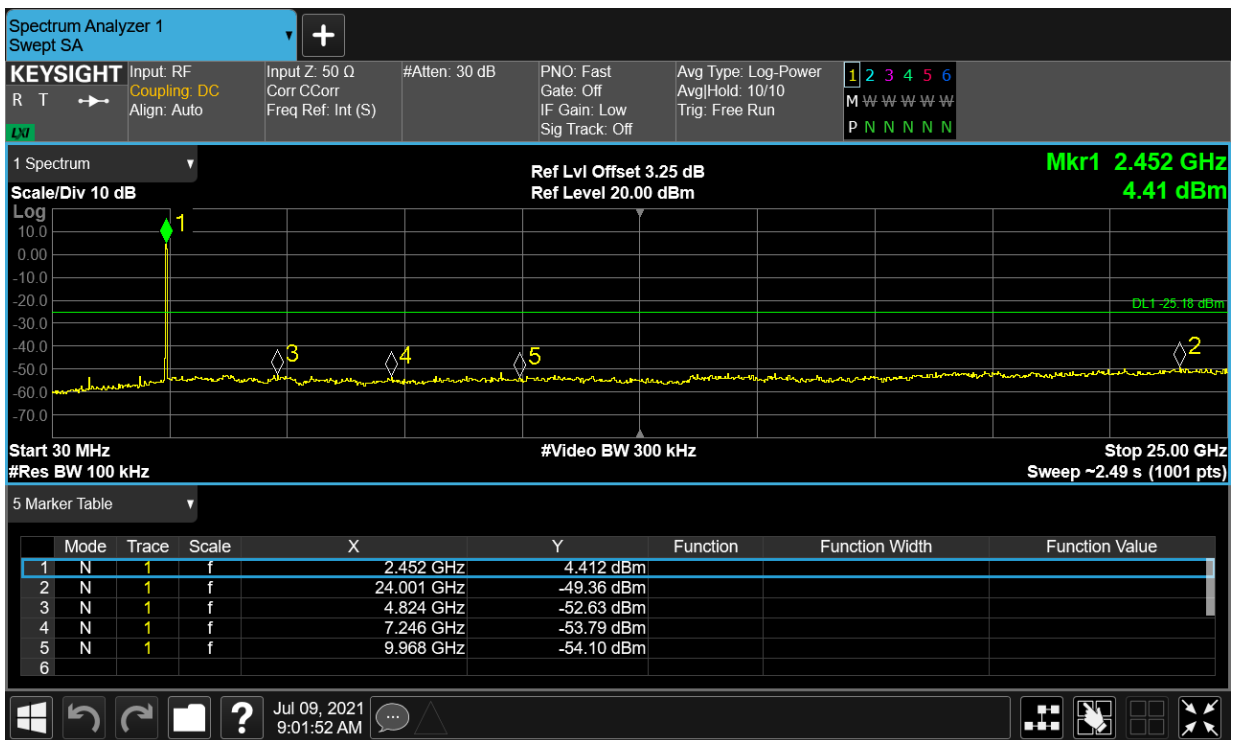 Spectrum Analyzer 1
Swept SA
KEYSIGHT
R T
LXI
Input: RF
Coupling: DC
Align: Auto
Input Z: 50 Ω
Corr CCorr
Freq Ref: Int (S)
#Atten: 30 dB
PNO: Fast
Gate: Off
IF Gain: Low
Sig Track: Off
Avg Type: Log-Power
Avg|Hold: 10/10
Trig: Free Run
1 2 3 4 5 6
M W W W W W
P N N N N N
1 Spectrum
Scale/Div 10 dB
Ref Lvl Offset 3.25 dB
Ref Level 20.00 dBm
Mkr1 2.452 GHz
4.41 dBm
Log
10.0
0.00
-10.0
-20.0
-30.0
-40.0
-50.0
-60.0
-70.0
1
3
4
5
2
DL1 -25.18 dBm
Start 30 MHz
#Video BW 300 kHz
Stop 25.00 GHz
#Res BW 100 kHz
Sweep ~2.49 s (1001 pts)
5 Marker Table
Mode Trace Scale X Y Function Function Width Function Value
1 N 1 f 2.452 GHz 4.412 dBm
2 N 1 f 24.001 GHz -49.36 dBm
3 N 1 f 4.824 GHz -52.63 dBm
4 N 1 f 7.246 GHz -53.79 dBm
5 N 1 f 9.968 GHz -54.10 dBm
6
?
Jul 09, 2021
9:01:52 AM